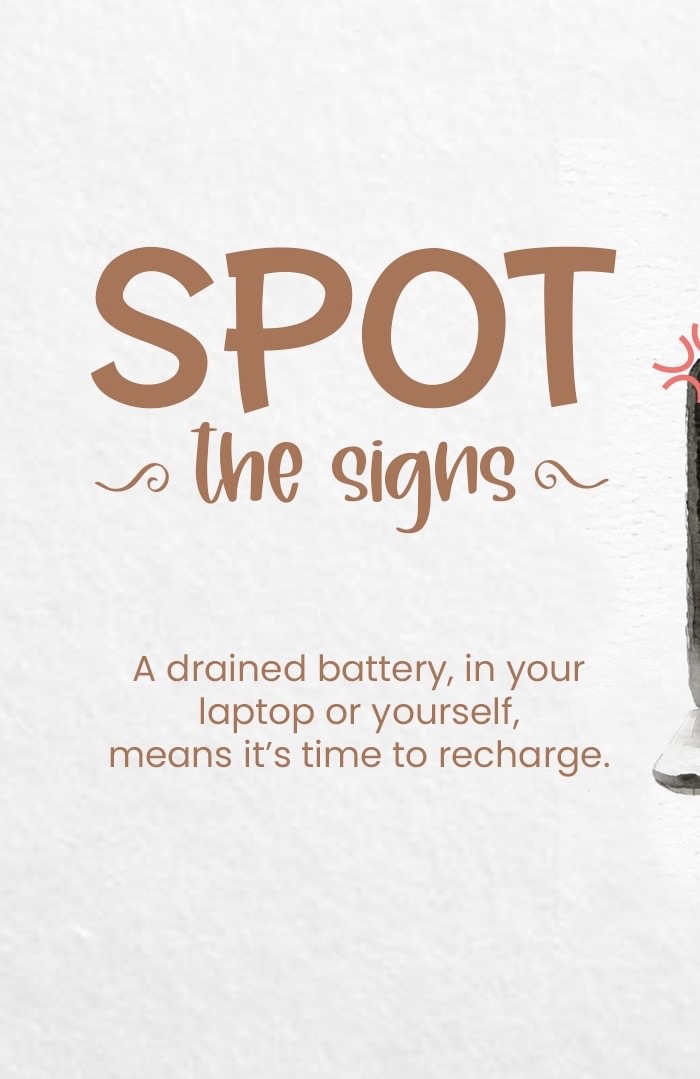 SPOT
the signs
A drained battery, in your
laptop or yourself,
means it’s time to recharge.